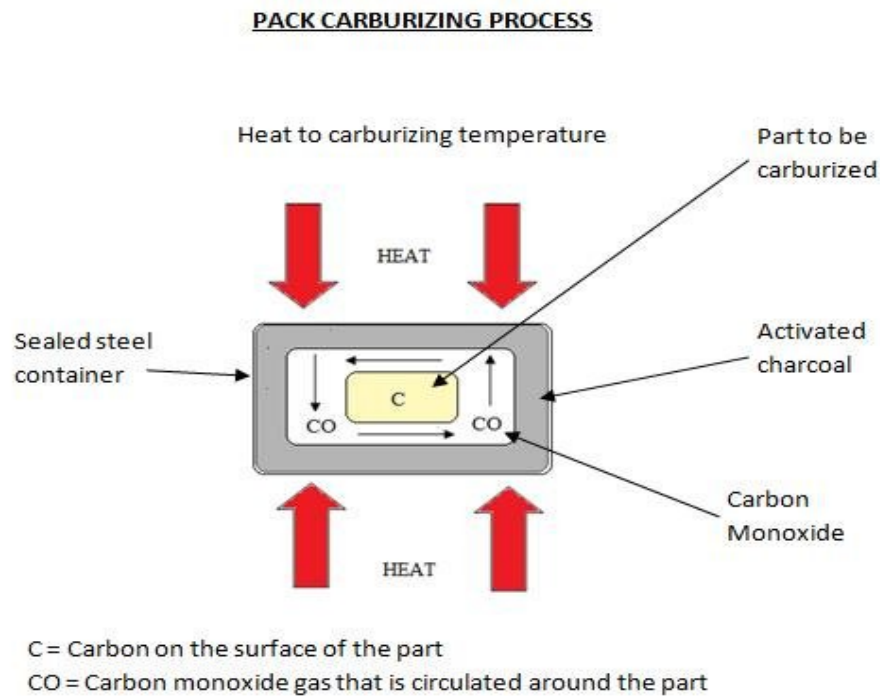 PACK CARBURIZING PROCESS
Heat to carburizing temperature
Part to be
carburized
HEAT
Sealed steel
container
Activated
charcoal
C
CO
CO
Carbon
Monoxide
HEAT
C = Carbon on the surface of the part
CO = Carbon monoxide gas that is circulated around the part